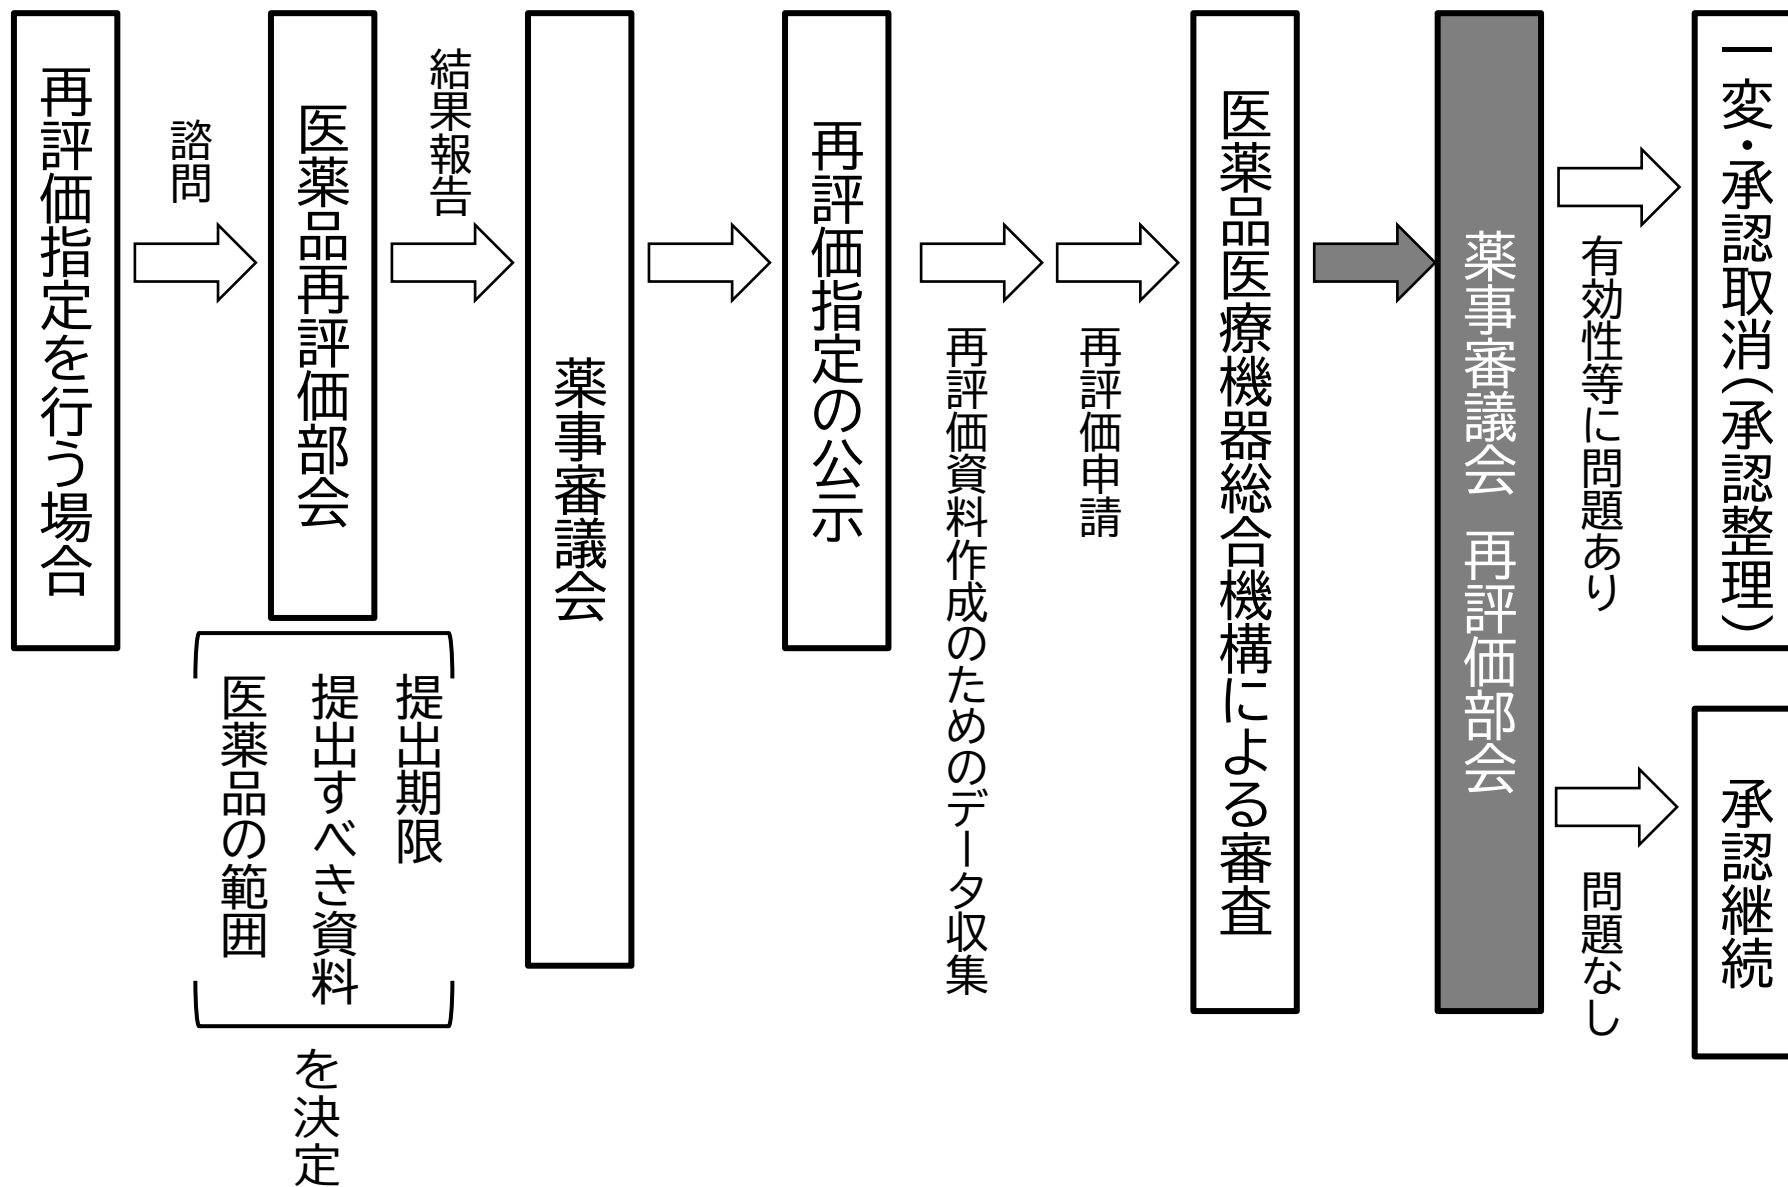 再評価指定を行う場合
諮問
医薬品再評価部会
提出期限
提出すべき資料
医薬品の範囲
を決定
結果報告
薬事審議会
再評価指定の公示
再評価資料作成のためのデータ収集
再評価申請
医薬品医療機器総合機構による審査
薬事審議会 再評価部会
有効性等に問題あり
一変・承認取消(承認整理)
問題なし
承認継続